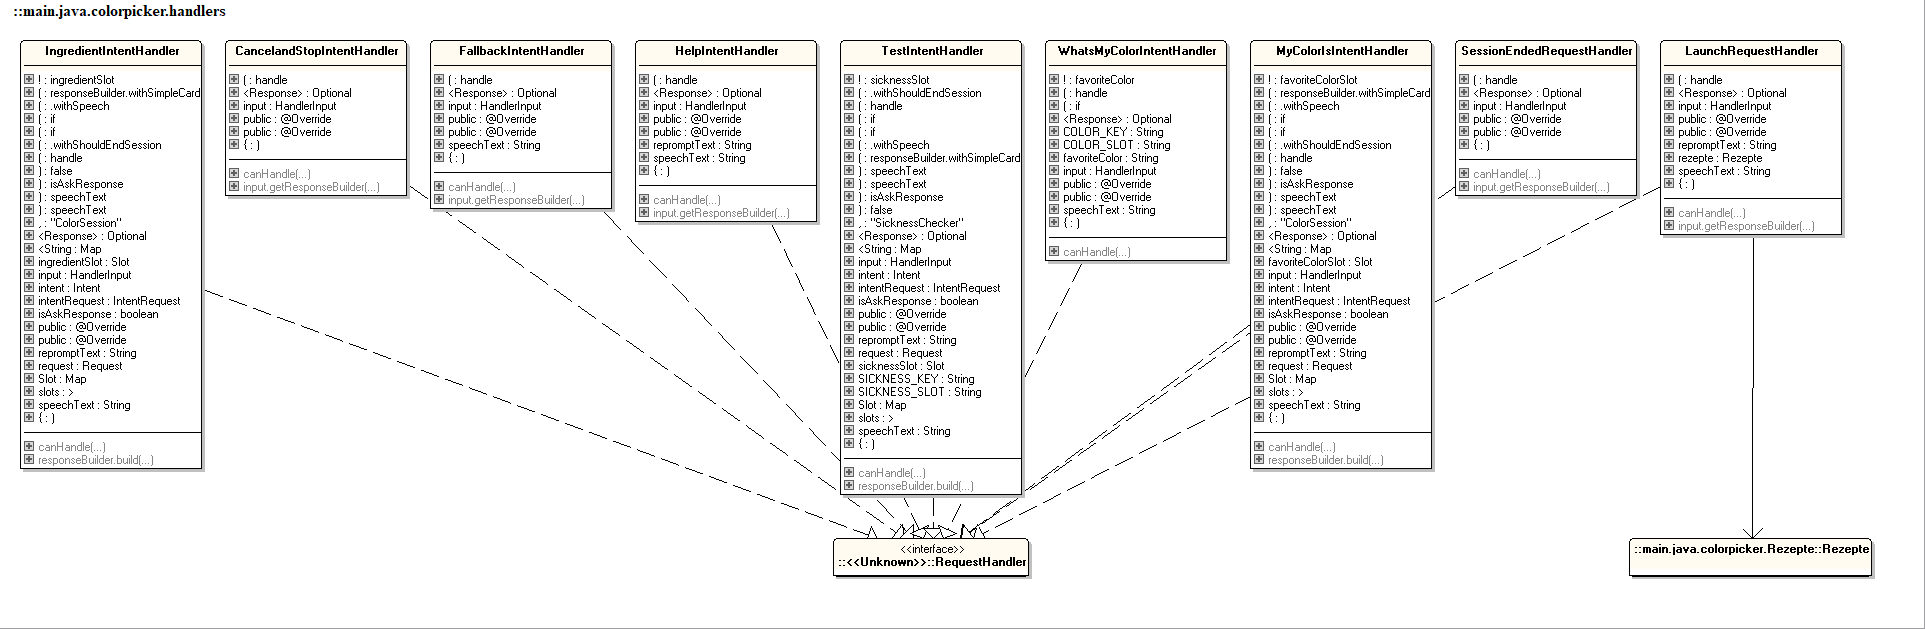 ::main.java.colorpicker.handlers
IngredientIntentHandler
! : ingredientSlot
( : responseBuilder.withSimpleCard
( : .withSpeech
( : if
( : if
( : .withShouldEndSession
( : handle
) : false
) : isAskResponse
) : speechText
) : speechText
, : "ColorSession"
<Response> : Optional
<String : Map
ingredientSlot : Slot
input : HandlerInput
intent : Intent
intentRequest : IntentRequest
isAskResponse : boolean
public : @Override
public : @Override
repromptText : String
request : Request
Slot : Map
slots : >
speechText : String
{ : }
canHandle(...)
responseBuilder.build(...)
CancelandStopIntentHandler
( : handle
<Response> : Optional
input : HandlerInput
public : @Override
public : @Override
{ : }
canHandle(...)
input.getResponseBuilder(...)
FallbackIntentHandler
( : handle
<Response> : Optional
input : HandlerInput
public : @Override
public : @Override
speechText : String
{ : }
canHandle(...)
input.getResponseBuilder(...)
HelpIntentHandler
( : handle
<Response> : Optional
input : HandlerInput
public : @Override
public : @Override
repromptText : String
speechText : String
{ : }
canHandle(...)
input.getResponseBuilder(...)
TestIntentHandler
! : sicknessSlot
( : .withShouldEndSession
( : handle
( : if
( : if
( : .withSpeech
( : responseBuilder.withSimpleCard
) : speechText
) : speechText
) : isAskResponse
) : false
, : "SicknessChecker"
<Response> : Optional
<String : Map
input : HandlerInput
intent : Intent
intentRequest : IntentRequest
isAskResponse : boolean
public : @Override
public : @Override
repromptText : String
request : Request
sicknessSlot : Slot
SICKNESS_KEY : String
SICKNESS_SLOT : String
Slot : Map
slots : >
speechText : String
{ : }
canHandle(...)
responseBuilder.build(...)
WhatsMyColorIntentHandler
! : favoriteColor
( : handle
( : if
<Response> : Optional
COLOR_KEY : String
COLOR_SLOT : String
favoriteColor : String
input : HandlerInput
public : @Override
public : @Override
speechText : String
{ : }
canHandle(...)
MyColorIsIntentHandler
! : favoriteColorSlot
( : responseBuilder.withSimpleCard
( : .withSpeech
( : if
( : if
( : .withShouldEndSession
( : handle
) : false
) : isAskResponse
) : speechText
) : speechText
, : "ColorSession"
<Response> : Optional
<String : Map
favoriteColorSlot : Slot
input : HandlerInput
intent : Intent
intentRequest : IntentRequest
isAskResponse : boolean
public : @Override
public : @Override
repromptText : String
request : Request
Slot : Map
slots : >
speechText : String
{ : }
canHandle(...)
responseBuilder.build(...)
SessionEndedRequestHandler
( : handle
<Response> : Optional
input : HandlerInput
public : @Override
public : @Override
{ : }
canHandle(...)
input.getResponseBuilder(...)
LaunchRequestHandler
( : handle
<Response> : Optional
input : HandlerInput
public : @Override
public : @Override
repromptText : String
rezepte : Rezepte
speechText : String
{ : }
canHandle(...)
input.getResponseBuilder(...)
<<interface>>
::<<Unknown>>::RequestHandler
::main.java.colorpicker.Rezepte::Rezepte